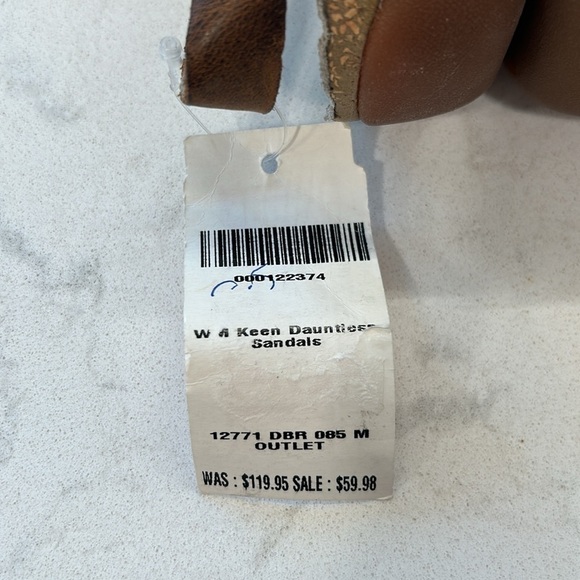 000122374
Keen Dauntless
Sandals
12771 DBR 085 M
OUTLET
WAS : $119.95 SALE : $59.98